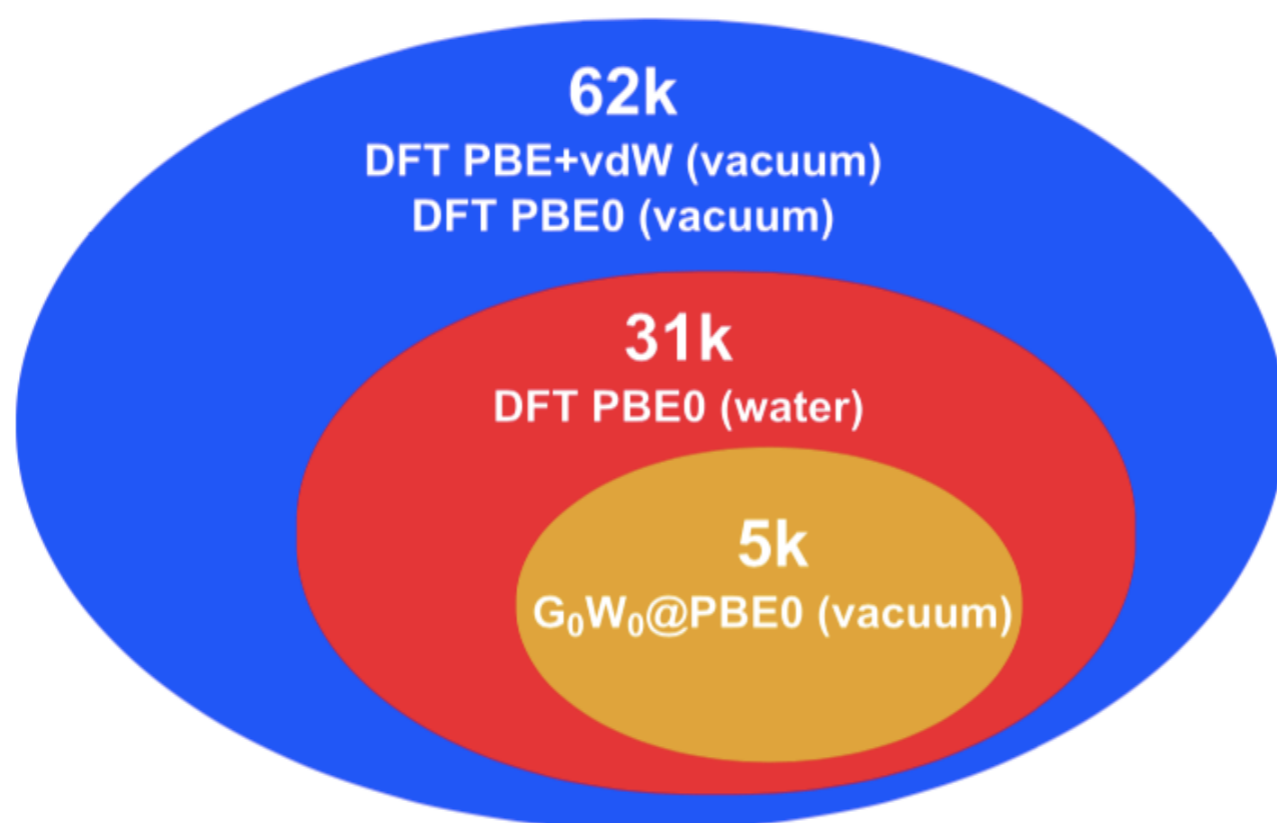 62k
DFT PBE+vdW (vacuum)
DFT PBE0 (vacuum)
31k
DFT PBE0 (water)
5k
G₀W₀@PBE0 (vacuum)